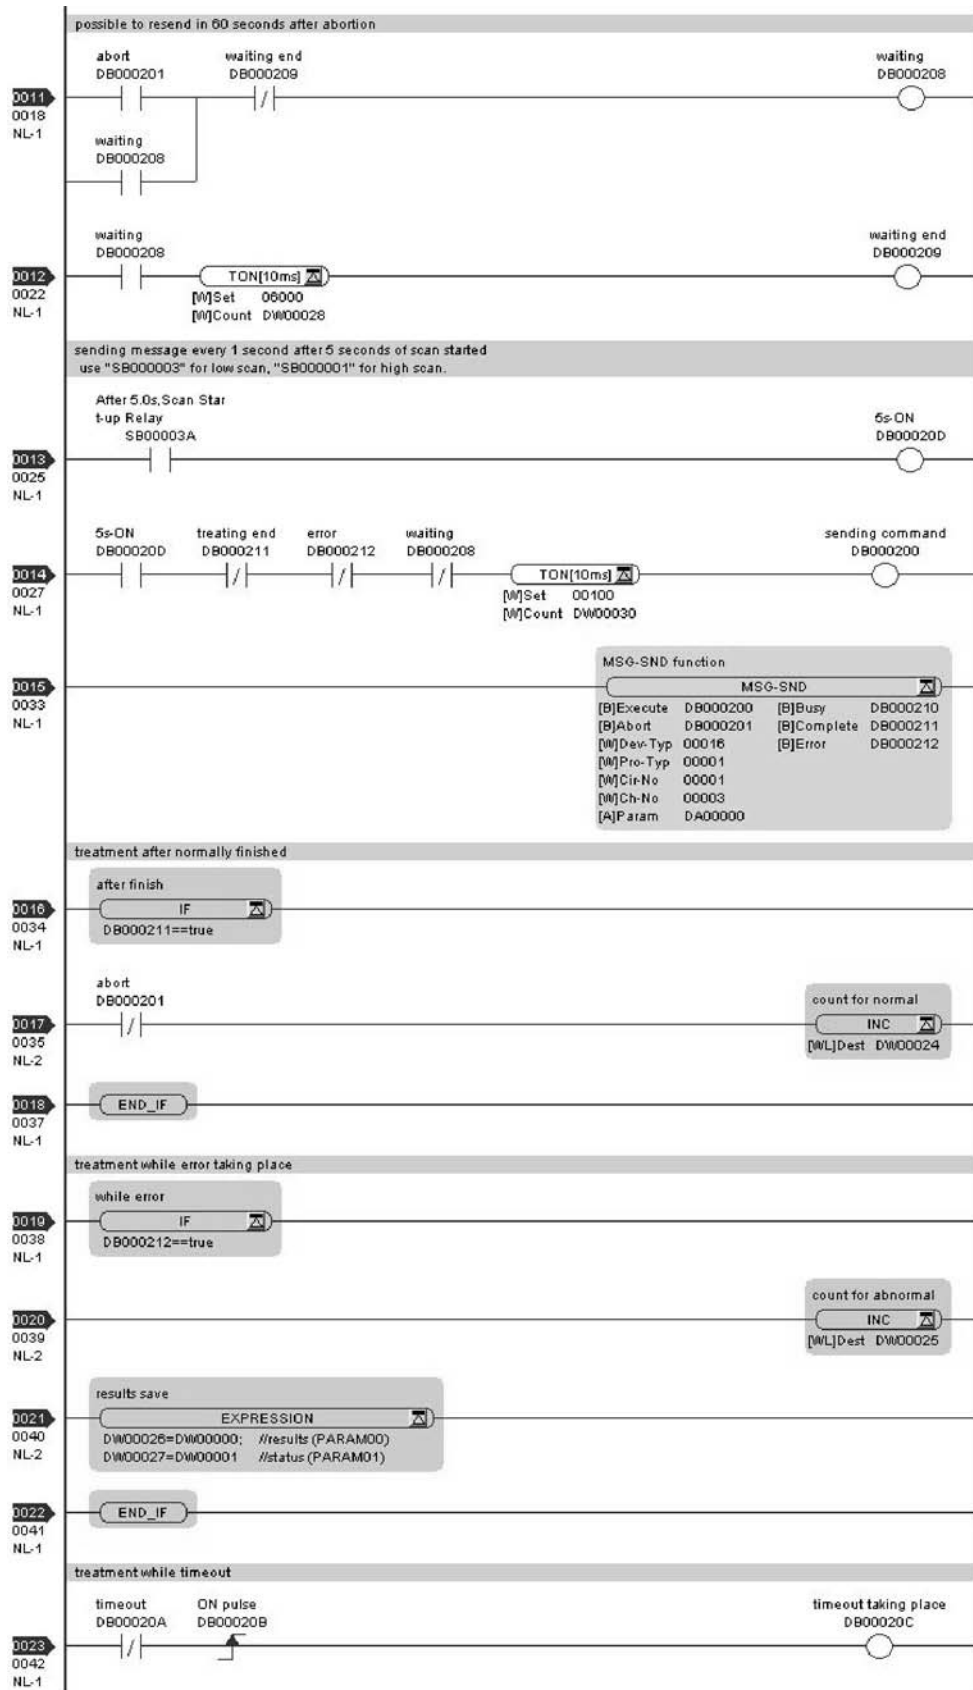 possible to resend in 60 seconds after abortion
abort waiting end waiting
DB000201 DB000209 DB000208
0011
0018
NL-1
waiting
DB000208
waiting waiting end
DB000208 DB000209
0012 TON[10ms]
0022 [W]Set 06000
NL-1 [W]Count DW00028
sending message every 1 second after 5 seconds of scan started
use "SB000003" for low scan, "SB000001" for high scan.
After 5.0s,Scan Star
t-up Relay 5s-ON
SB00003A DB00020D
0013
0025
NL-1
5s-ON treating end error waiting sending command
DB00020D DB000211 DB000212 DB000208 DB000200
0014 TON[10ms]
0027 [W]Set 00100
NL-1 [W]Count DW00030
MSG-SND function
0015 MSG-SND
0033 [B]Execute DB000200 [B]Busy DB000210
NL-1 [B]Abort DB000201 [B]Complete DB000211
[W]Dev-Typ 00016 [B]Error DB000212
[W]Pro-Typ 00001
[W]Cir-No 00001
[W]Ch-No 00003
[A]Param DA00000
treatment after normally finished
after finish
0016 IF
0034 DB000211==true
NL-1
abort
DB000201 count for normal
0017 INC
0035 [WL]Dest DW00024
NL-2
0018 END_IF
0037
NL-1
treatment while error taking place
while error
0019 IF
0038 DB000212==true
NL-1
count for abnormal
0020 INC
0039 [WL]Dest DW00025
NL-2
results save
0021 EXPRESSION
0040 DW00026=DW00000; //results (PARAM00)
NL-2 DW00027=DW00001 //status (PARAM01)
0022 END_IF
0041
NL-1
treatment while timeout
timeout ON pulse timeout taking place
DB00020A DB00020B DB00020C
0023
0042
NL-1